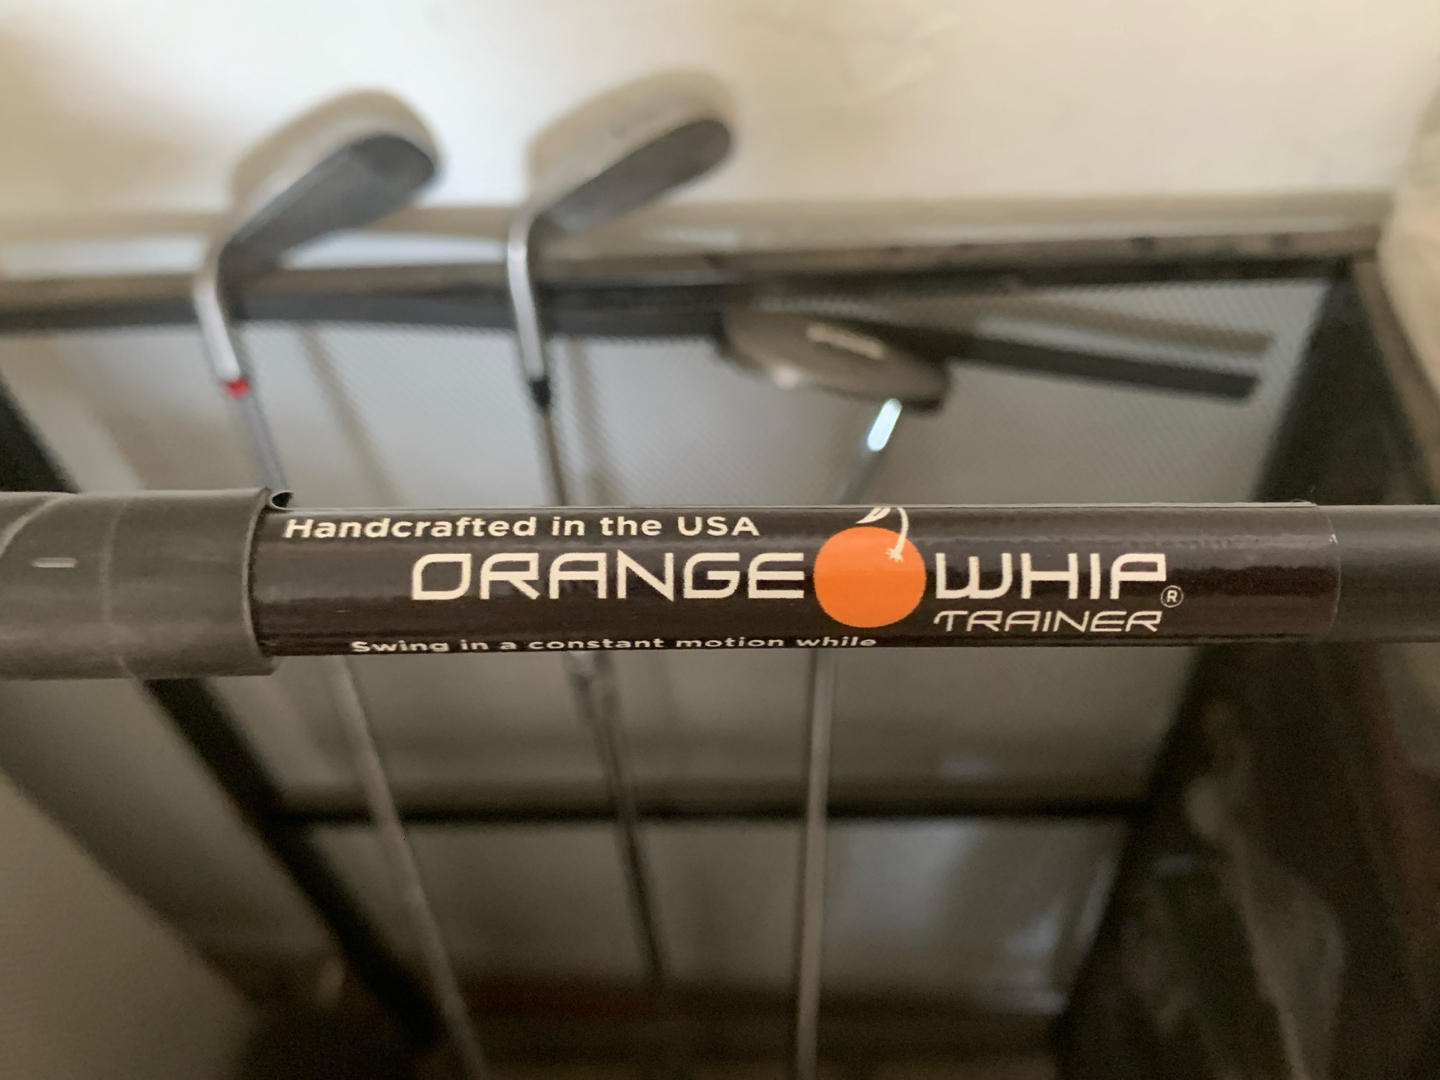 Handcrafted in the USA
ORANGE WHIP®
TRAINER
Swing in a constant motion while